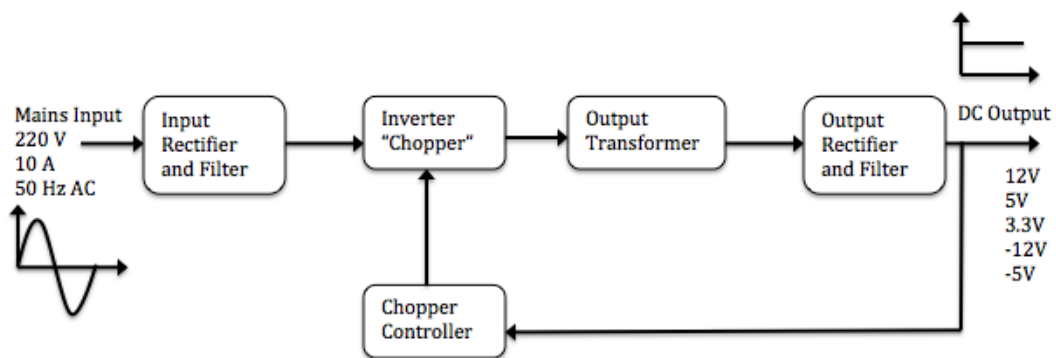 Mains Input
220 V
10 A
50 Hz AC
Input
Rectifier
and Filter
Inverter
“Chopper“
Output
Transformer
Output
Rectifier
and Filter
DC Output
12V
5V
3.3V
-12V
-5V
Chopper
Controller